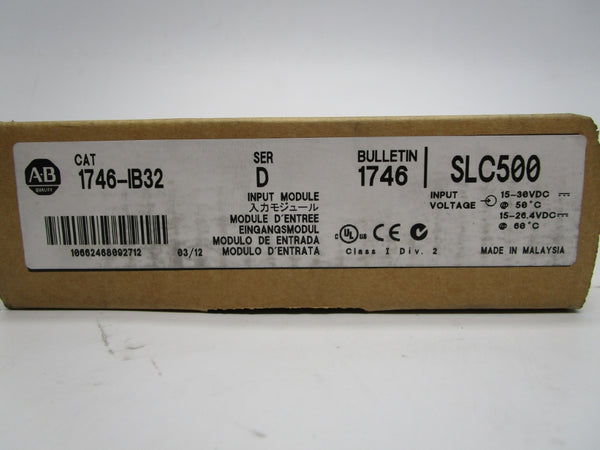 A-B
QUALITY
CAT
1746-IB32
SER
D
BULLETIN
1746
SLC500
INPUT MODULE
入力モジュール
MODULE D'ENTREE
EINGANGSMODUL
MODULO DE ENTRADA
MODULO D'ENTRATA
INPUT
VOLTAGE
15-30VDC
@ 50°C
15-26.4VDC
@ 60°C
10662468092712
03/12
C UL US
Class I Div. 2
MADE IN MALAYSIA